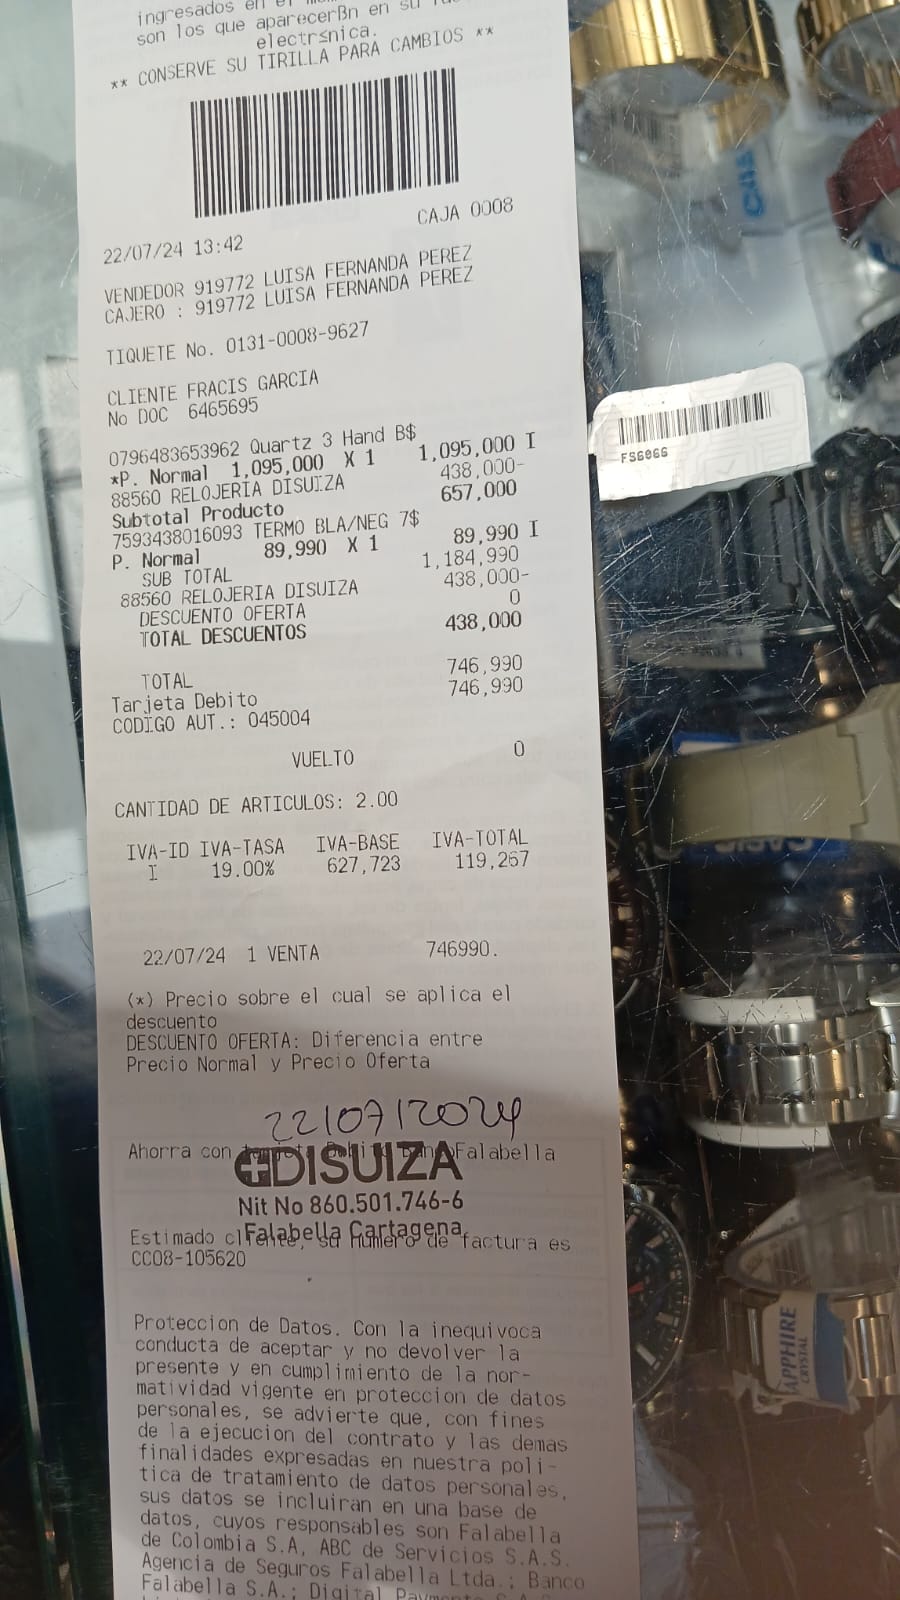 ingresados en el
son los que aparecerßn en su
electr≤nica.
** CONSERVE SU TIRILLA PARA CAMBIOS **
CAJA 0008
22/07/24 13:42
VENDEDOR 919772 LUISA FERNANDA PEREZ
CAJERO : 919772 LUISA FERNANDA PEREZ
TIQUETE No. 0131-0008-9627
CLIENTE FRACIS GARCIA
No DOC 6465695
0796483653962 Quartz 3 Hand B$
*P. Normal 1,095,000 X 1 1,095,000 I
88560 RELOJERIA DISUIZA 438,000-
Subtotal Producto 657,000
7593438016093 TERMO BLA/NEG 7$
P. Normal 89,990 X 1 89,990 I
SUB TOTAL 1,184,990
88560 RELOJERIA DISUIZA 438,000-
DESCUENTO OFERTA 0
TOTAL DESCUENTOS 438,000
TOTAL 746,990
Tarjeta Debito 746,990
CODIGO AUT.: 045004
VUELTO 0
CANTIDAD DE ARTICULOS: 2.00
IVA-ID IVA-TASA IVA-BASE IVA-TOTAL
I 19.00% 627,723 119,267
22/07/24 1 VENTA 746990.
(*) Precio sobre el cual se aplica el
descuento
DESCUENTO OFERTA: Diferencia entre
Precio Normal y Precio Oferta
22/07/2024
Ahorra con Falabella
DISUIZA
Nit No 860.501.746-6
Falabella Cartagena
Estimado cliente, su numero de factura es
CC08-105620
Proteccion de Datos. Con la inequivoca
conducta de aceptar y no devolver la
presente y en cumplimiento de la nor-
matividad vigente en proteccion de datos
personales, se advierte que, con fines
de la ejecucion del contrato y las demas
finalidades expresadas en nuestra poli-
tica de tratamiento de datos personales,
sus datos se incluiran en una base de
datos, cuyos responsables son Falabella
de Colombia S.A, ABC de Servicios S.A.S.
Agencia de Seguros Falabella Ltda.; Banco
Falabella S.A.; Digital
FS6066
CASIO
SAPPHIRE
CRYSTAL